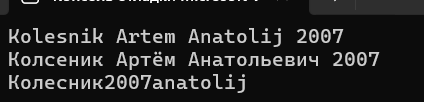 Kolesnik Artem Anatolij 2007
Колсеник Артём Анатольевич 2007
Колесник2007anatolij